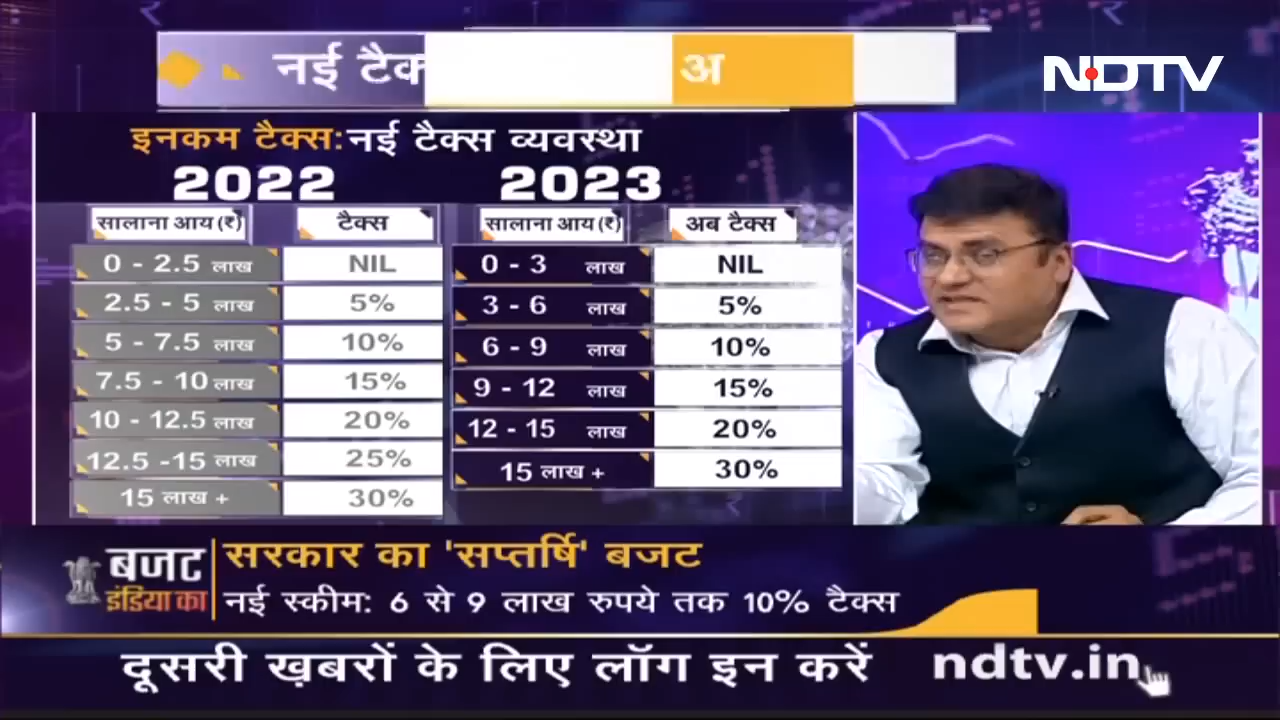 नई टैक्
अ
NDTV
इनकम टैक्स:नई टैक्स व्यवस्था
2022 2023
सालाना आय (₹) टैक्स सालाना आय (₹) अब टैक्स
0 - 2.5 लाख NIL 0 - 3 लाख NIL
2.5 - 5 लाख 5% 3 - 6 लाख 5%
5 - 7.5 लाख 10% 6 - 9 लाख 10%
7.5 - 10 लाख 15% 9 - 12 लाख 15%
10 - 12.5 लाख 20% 12 - 15 लाख 20%
12.5 -15 लाख 25% 15 लाख + 30%
15 लाख + 30%
बजट
इंडिया का
सरकार का 'सप्तर्षि' बजट
नई स्कीम: 6 से 9 लाख रुपये तक 10% टैक्स
दूसरी ख़बरों के लिए लॉग इन करें ndtv.in